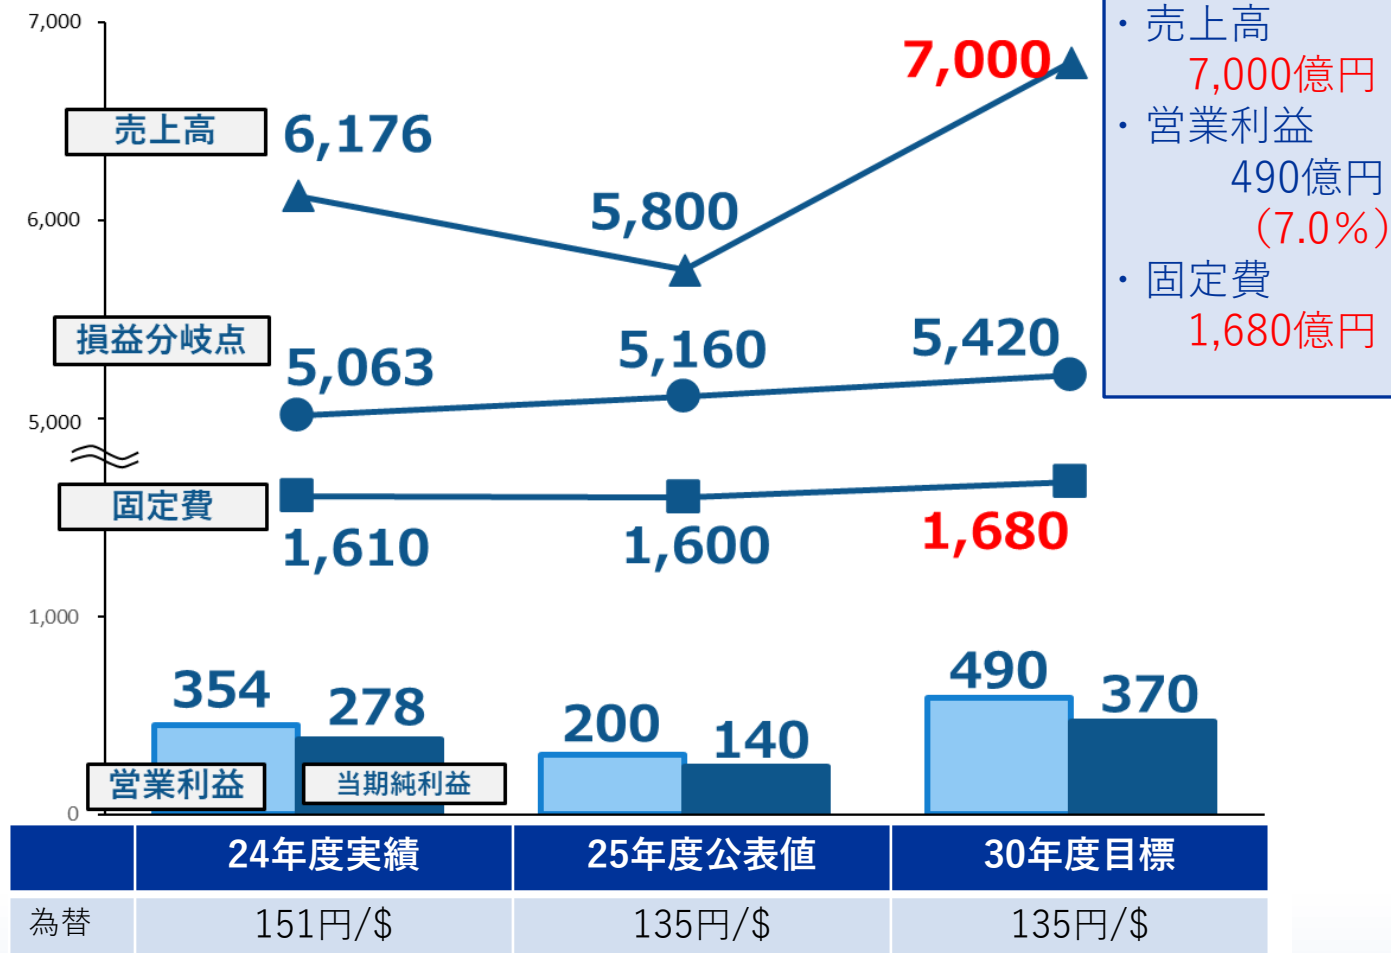 7,000
6,000
5,000
1,000
0
売上高
6,176
5,800
7,000
損益分岐点
5,063
5,160
5,420
固定費
1,610
1,600
1,680
354
278
200
140
490
370
営業利益
当期純利益
・売上高
7,000億円
・営業利益
490億円
（7.0％）
・固定費
1,680億円
24年度実績 25年度公表値 30年度目標
為替 151円/$ 135円/$ 135円/$